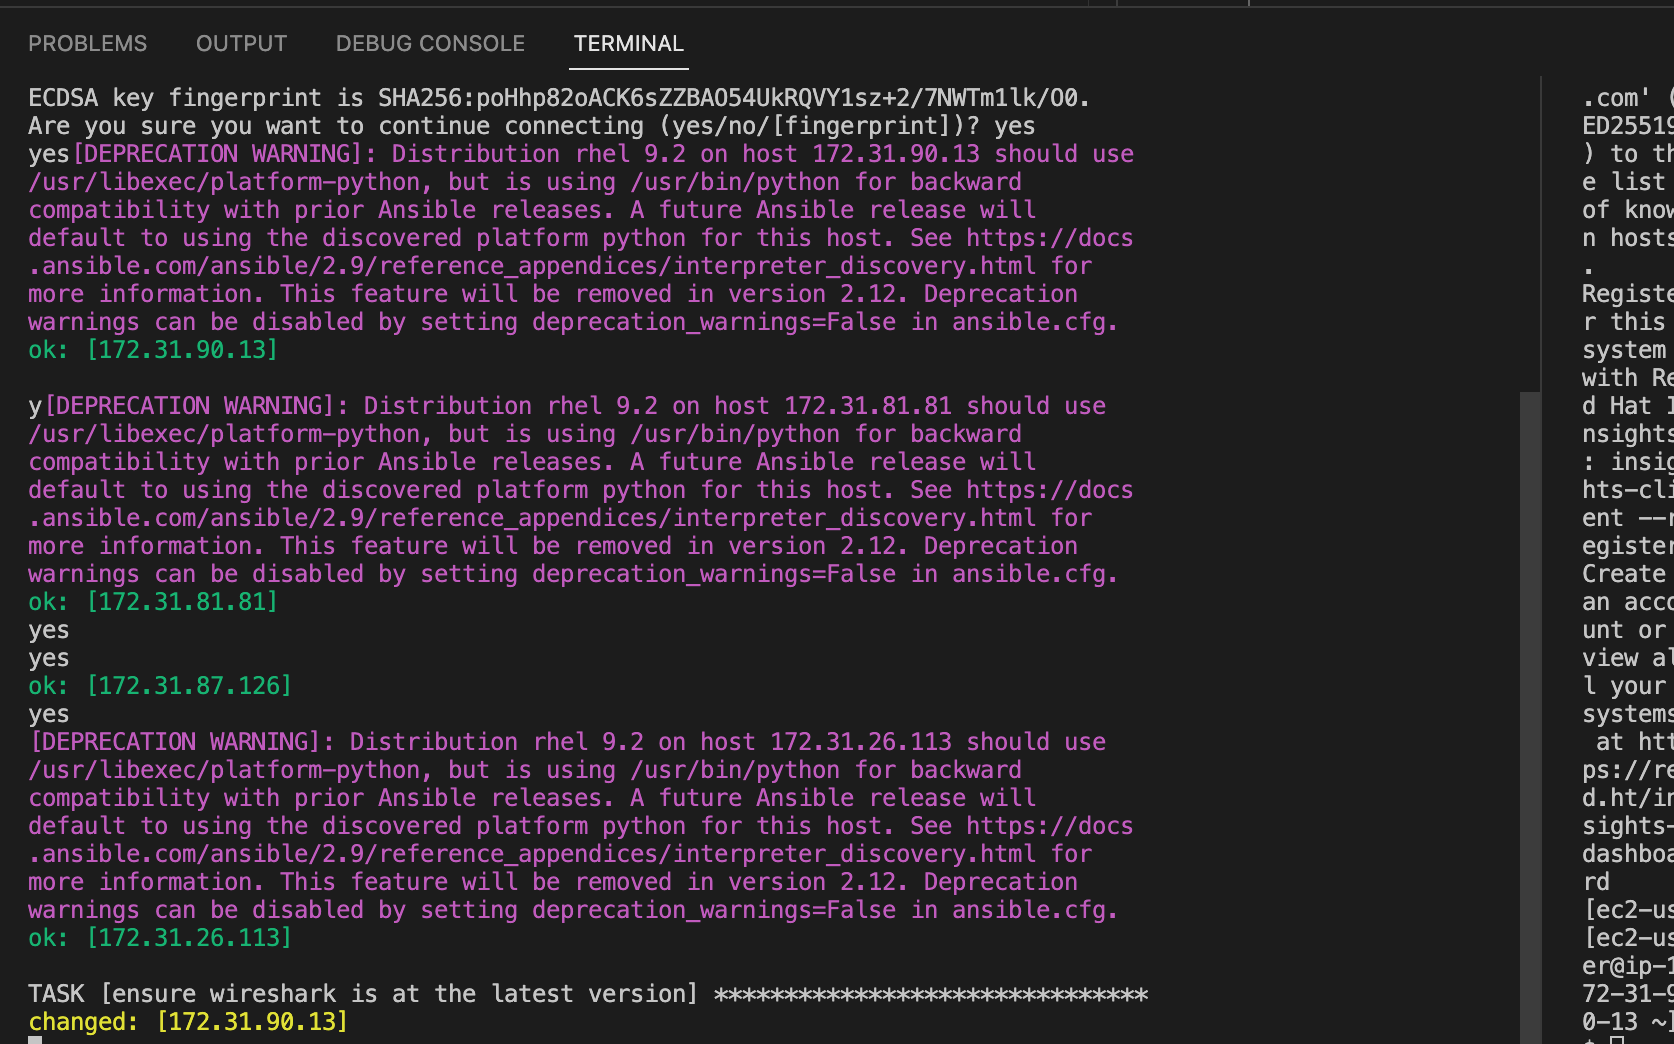 PROBLEMS OUTPUT DEBUG CONSOLE TERMINAL
ECDSA key fingerprint is SHA256:poHhp82oACK6sZZBAO54UkRQVY1sz+2/7NWTm1lk/O0.
Are you sure you want to continue connecting (yes/no/[fingerprint])? yes
yes[DEPRECATION WARNING]: Distribution rhel 9.2 on host 172.31.90.13 should use
/usr/libexec/platform-python, but is using /usr/bin/python for backward
compatibility with prior Ansible releases. A future Ansible release will
default to using the discovered platform python for this host. See https://docs
.ansible.com/ansible/2.9/reference_appendices/interpreter_discovery.html for
more information. This feature will be removed in version 2.12. Deprecation
warnings can be disabled by setting deprecation_warnings=False in ansible.cfg.
ok: [172.31.90.13]
y[DEPRECATION WARNING]: Distribution rhel 9.2 on host 172.31.81.81 should use
/usr/libexec/platform-python, but is using /usr/bin/python for backward
compatibility with prior Ansible releases. A future Ansible release will
default to using the discovered platform python for this host. See https://docs
.ansible.com/ansible/2.9/reference_appendices/interpreter_discovery.html for
more information. This feature will be removed in version 2.12. Deprecation
warnings can be disabled by setting deprecation_warnings=False in ansible.cfg.
ok: [172.31.81.81]
yes
yes
ok: [172.31.87.126]
yes
[DEPRECATION WARNING]: Distribution rhel 9.2 on host 172.31.26.113 should use
/usr/libexec/platform-python, but is using /usr/bin/python for backward
compatibility with prior Ansible releases. A future Ansible release will
default to using the discovered platform python for this host. See https://docs
.ansible.com/ansible/2.9/reference_appendices/interpreter_discovery.html for
more information. This feature will be removed in version 2.12. Deprecation
warnings can be disabled by setting deprecation_warnings=False in ansible.cfg.
ok: [172.31.26.113]
TASK [ensure wireshark is at the latest version] *******************************
changed: [172.31.90.13]
.com' (
ED25519
) to th
e list
of know
n hosts
.
Registe
r this
system
with Re
d Hat I
nsights
: insig
hts-cli
ent --r
egister
Create
an acco
unt or
view al
l your
systems
at htt
ps://re
d.ht/in
sights-
dashboa
rd
[ec2-us
[ec2-us
er@ip-1
72-31-9
0-13 ~]